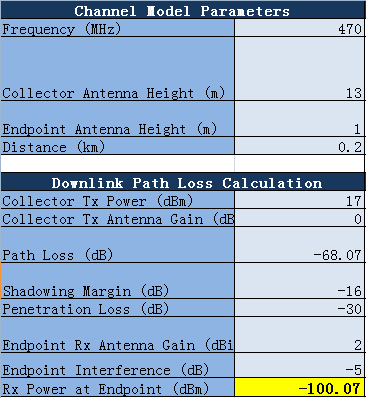 Channel Model Parameters
Frequency (MHz) 470
Collector Antenna Height (m) 13
Endpoint Antenna Height (m) 1
Distance (km) 0.2
Downlink Path Loss Calculation
Collector Tx Power (dBm) 17
Collector Tx Antenna Gain (dB 0
Path Loss (dB) -68.07
Shadowing Margin (dB) -16
Penetration Loss (dB) -30
Endpoint Rx Antenna Gain (dBi 2
Endpoint Interference (dB) -5
Rx Power at Endpoint (dBm) -100.07